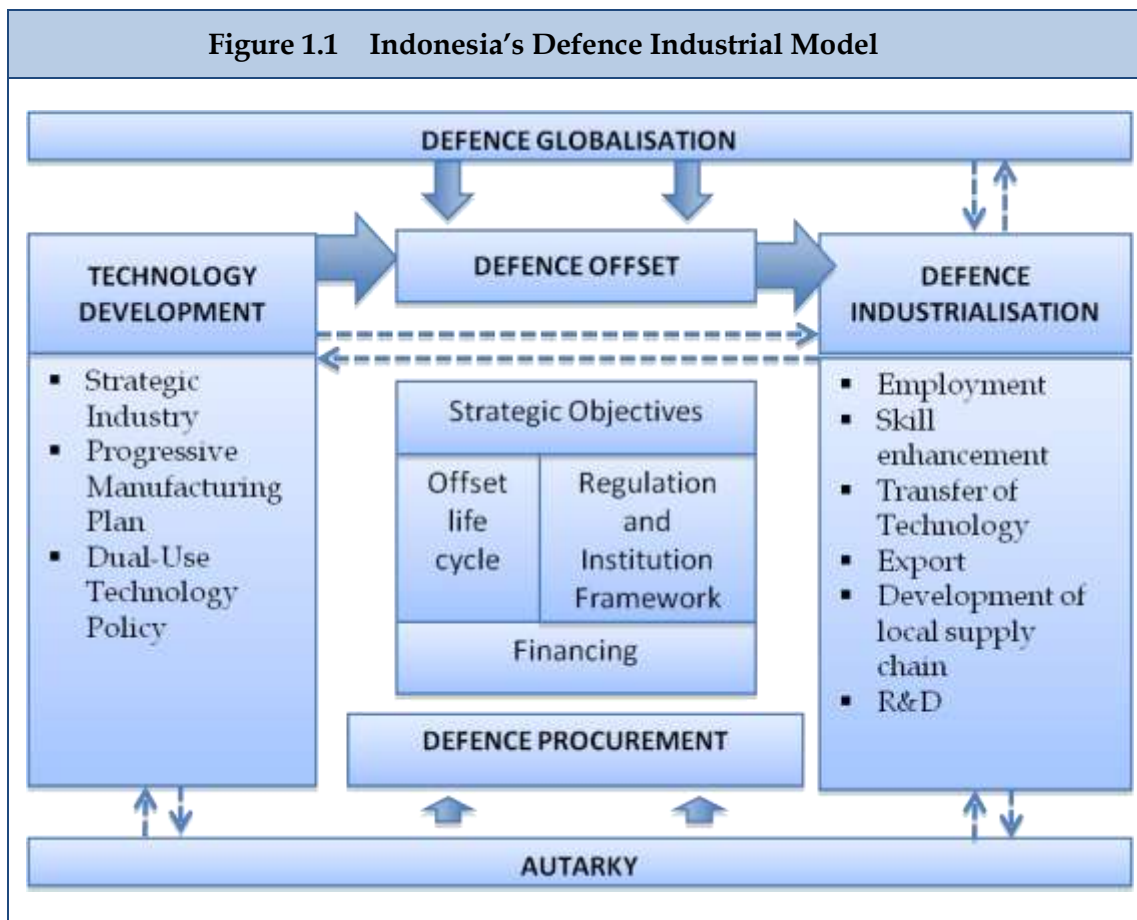 Figure 1.1 Indonesia's Defence Industrial Model
DEFENCE GLOBALISATION
TECHNOLOGY
DEVELOPMENT
▪ Strategic
Industry
▪ Progressive
Manufacturing
Plan
▪ Dual-Use
Technology
Policy
DEFENCE OFFSET
Strategic Objectives
Offset
life
cycle
Regulation
and
Institution
Framework
Financing
DEFENCE PROCUREMENT
DEFENCE
INDUSTRIALISATION
▪ Employment
▪ Skill
enhancement
▪ Transfer of
Technology
▪ Export
▪ Development of
local supply
chain
▪ R&D
AUTARKY